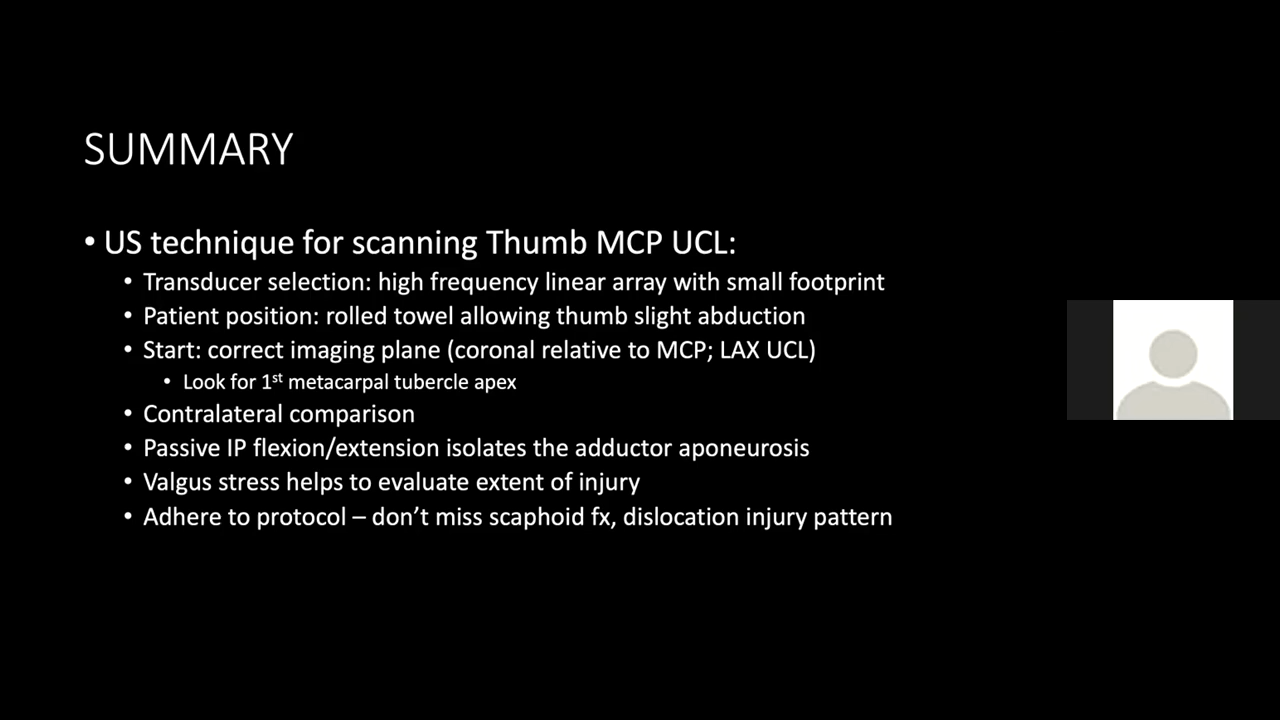 SUMMARY
• US technique for scanning Thumb MCP UCL:
• Transducer selection: high frequency linear array with small footprint
• Patient position: rolled towel allowing thumb slight abduction
• Start: correct imaging plane (coronal relative to MCP; LAX UCL)
• Look for 1st metacarpal tubercle apex
• Contralateral comparison
• Passive IP flexion/extension isolates the adductor aponeurosis
• Valgus stress helps to evaluate extent of injury
• Adhere to protocol – don’t miss scaphoid fx, dislocation injury pattern